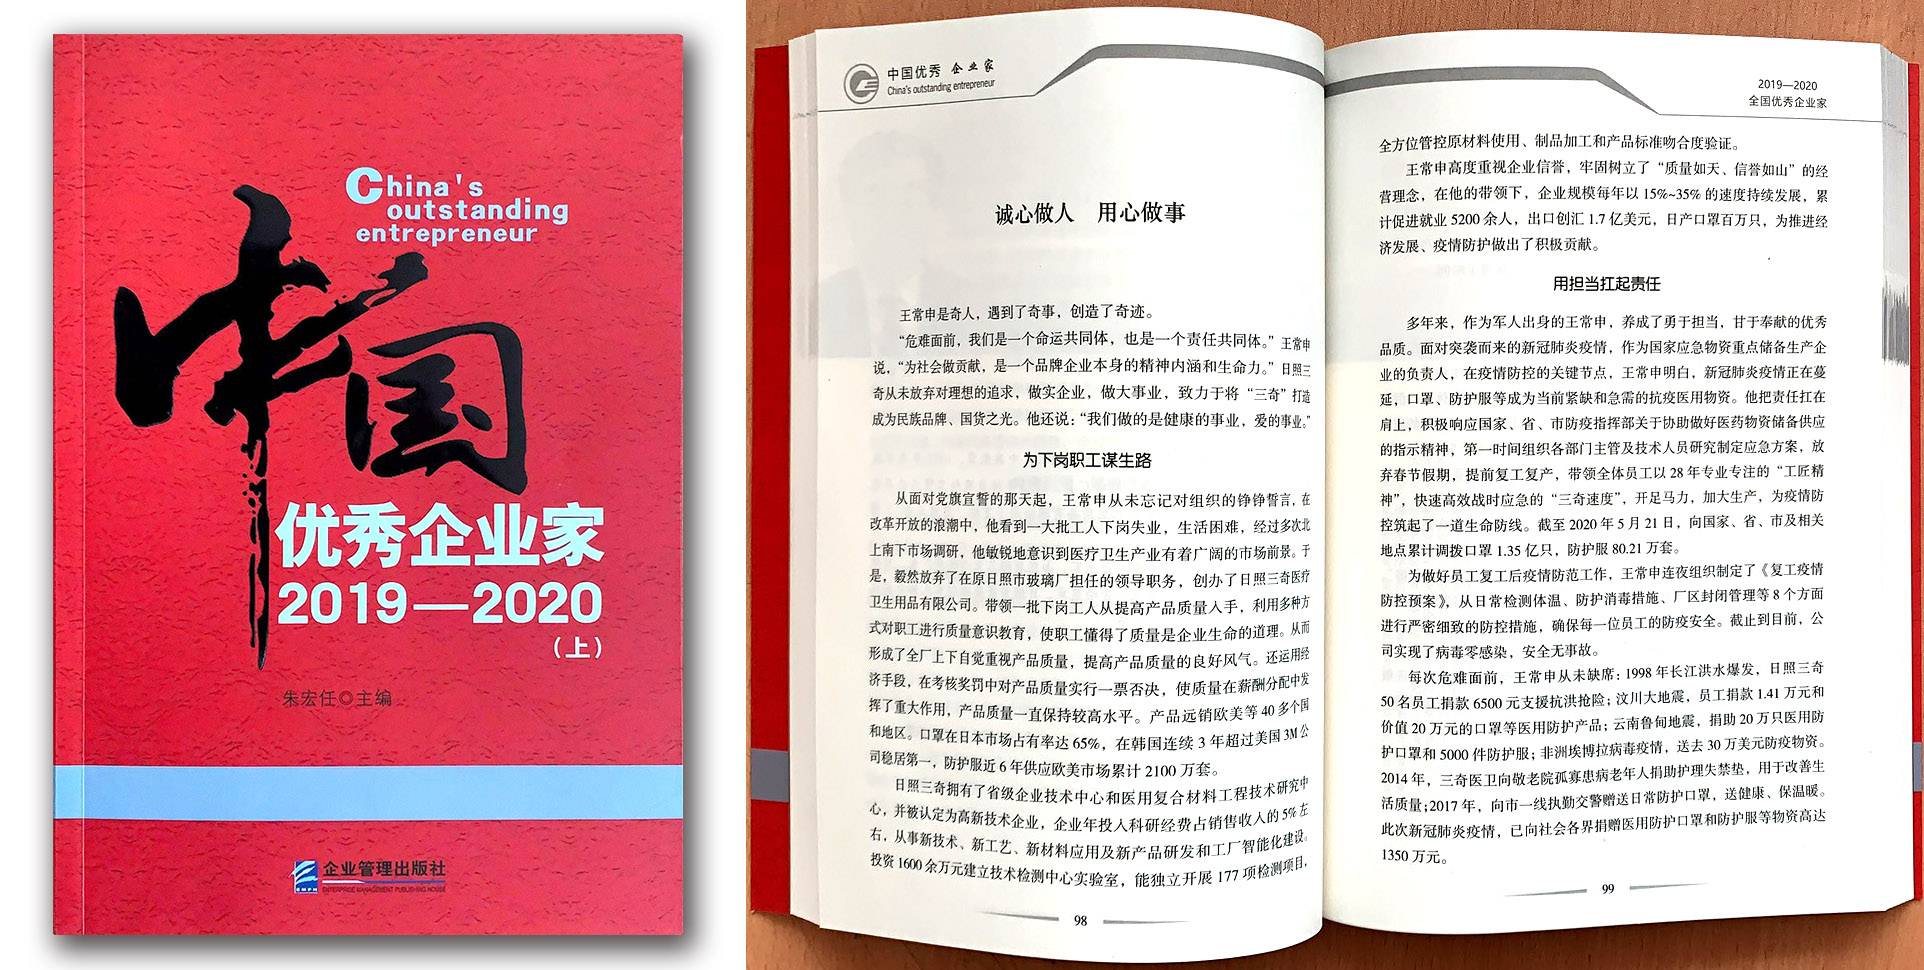 China's
outstanding
entrepreneur
中国
优秀企业家
2019—2020
（上）
朱宏任◎主编
企业管理出版社
ENTERPRISE MANAGEMENT PUBLISHING HOUSE
中国优秀 企业家
China's outstanding entrepreneur
诚心做人　用心做事
王常申是奇人，遇到了奇事，创造了奇迹。
“危难面前，我们是一个命运共同体，也是一个责任共同体。”王常申
说，“为社会做贡献，是一个品牌企业本身的精神内涵和生命力。”日照三
奇从未放弃对理想的追求，做实企业，做大事业，致力于将“三奇”打造
成为民族品牌、国货之光。他还说：“我们做的是健康的事业，爱的事业。”
为下岗职工谋生路
从面对党旗宣誓的那天起，王常申从未忘记对组织的铮铮誓言，在
改革开放的浪潮中，他看到一大批工人下岗失业，生活困难，经过多次北
上南下市场调研，他敏锐地意识到医疗卫生产业有着广阔的市场前景。于
是，毅然放弃了在原日照市玻璃厂担任的领导职务，创办了日照三奇医疗
卫生用品有限公司。带领一批下岗工人从提高产品质量入手，利用多种方
式对职工进行质量意识教育，使职工懂得了质量是企业生命的道理。从而
形成了全厂上下自觉重视产品质量，提高产品质量的良好风气。还运用经
济手段，在考核奖罚中对产品质量实行一票否决，使质量在薪酬分配中发
挥了重大作用，产品质量一直保持较高水平。产品远销欧美等40多个国
和地区。口罩在日本市场占有率达65%，在韩国连续3年超过美国3M公
司稳居第一，防护服近6年供应欧美市场累计2100万套。
日照三奇拥有了省级企业技术中心和医用复合材料工程技术研究中
心，并被认定为高新技术企业，企业年投入科研经费占销售收入的5%左
右，从事新技术、新工艺、新材料应用及新产品研发和工厂智能化建设。
投资1600余万元建立技术检测中心实验室，能独立开展177项检测项目，
98
2019—2020
全国优秀企业家
全方位管控原材料使用、制品加工和产品标准吻合度验证。
王常申高度重视企业信誉，牢固树立了“质量如天、信誉如山”的经
营理念，在他的带领下，企业规模每年以15%~35%的速度持续发展，累
计促进就业5200余人，出口创汇1.7亿美元，日产口罩百万只，为推进经
济发展、疫情防护做出了积极贡献。
用担当扛起责任
多年来，作为军人出身的王常申，养成了勇于担当，甘于奉献的优秀
品质。面对突袭而来的新冠肺炎疫情，作为国家应急物资重点储备生产企
业的负责人，在疫情防控的关键节点，王常申明白，新冠肺炎疫情正在蔓
延，口罩、防护服等成为当前紧缺和急需的抗疫医用物资。他把责任扛在
肩上，积极响应国家、省、市防疫指挥部关于协助做好医药物资储备供应
的指示精神，第一时间组织各部门主管及技术人员研究制定应急方案，放
弃春节假期，提前复工复产，带领全体员工以28年专业专注的“工匠精
神”，快速高效战时应急的“三奇速度”，开足马力，加大生产，为疫情防
控筑起了一道生命防线。截至2020年5月21日，向国家、省、市及相关
地点累计调拨口罩1.35亿只，防护服80.21万套。
为做好员工复工后疫情防范工作，王常申连夜组织制定了《复工疫情
防控预案》，从日常检测体温、防护消毒措施、厂区封闭管理等8个方面
进行严密细致的防控措施，确保每一位员工的防疫安全。截止到目前，公
司实现了病毒零感染，安全无事故。
每次危难面前，王常申从未缺席：1998年长江洪水爆发，日照三奇
50名员工捐款6500元支援抗洪抢险；汶川大地震，员工捐款1.41万元和
价值20万元的口罩等医用防护产品；云南鲁甸地震，捐助20万只医用防
护口罩和5000件防护服；非洲埃博拉病毒疫情，送去30万美元防疫物资。
2014年，三奇医卫向敬老院孤寡患病老年人捐助护理失禁垫，用于改善生
活质量；2017年，向市一线执勤交警赠送日常防护口罩，送健康、保温暖。
此次新冠肺炎疫情，已向社会各界捐赠医用防护口罩和防护服等物资高达
1350万元。
99